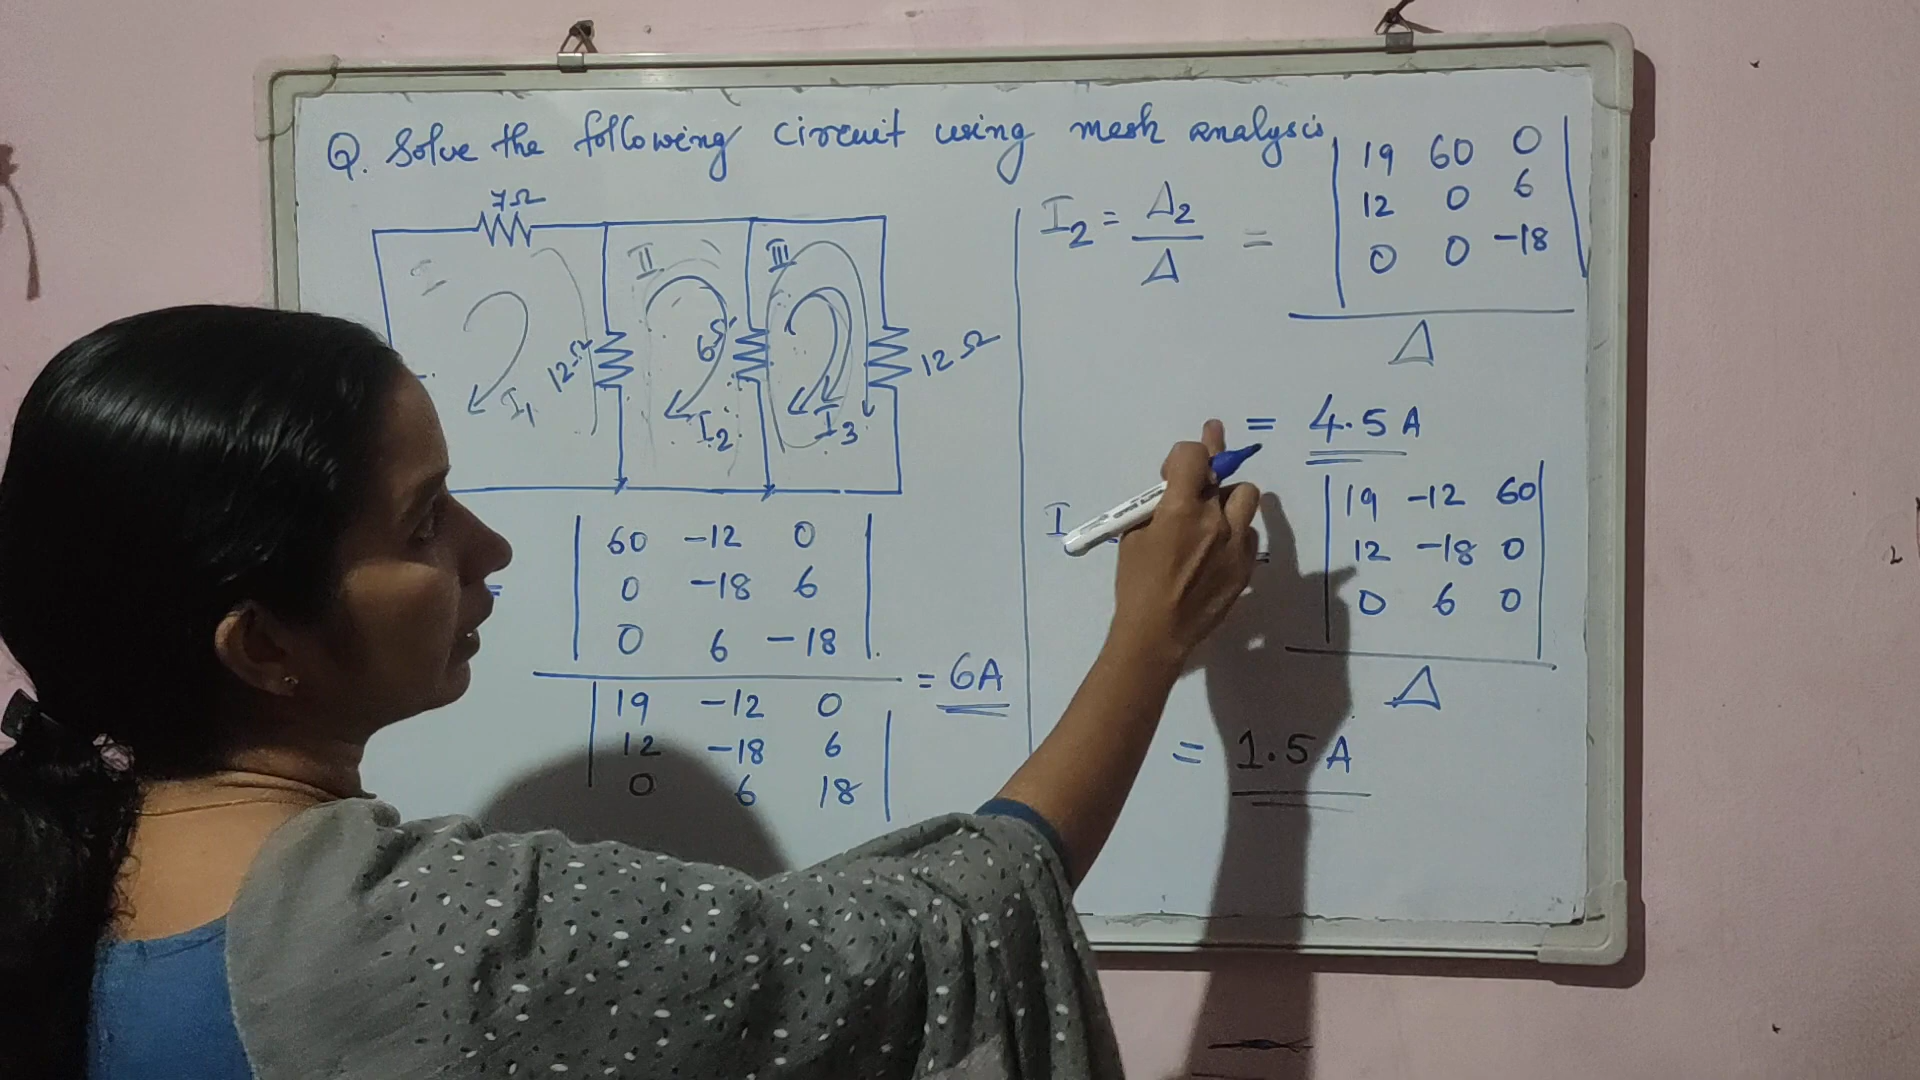 Q. Solve the following circuit using mesh analysis
7Ω
I
II
III
12Ω
6Ω
12Ω
I1
I2
I3
=
60 -12 0
0 -18 6
0 6 -18
19 -12 0
12 -18 6
0 6 18
= 6A
I2 = Δ2 / Δ =
19 60 0
12 0 6
0 0 -18
Δ
= 4.5 A
I
=
19 -12 60
12 -18 0
0 6 0
Δ
= 1.5 A